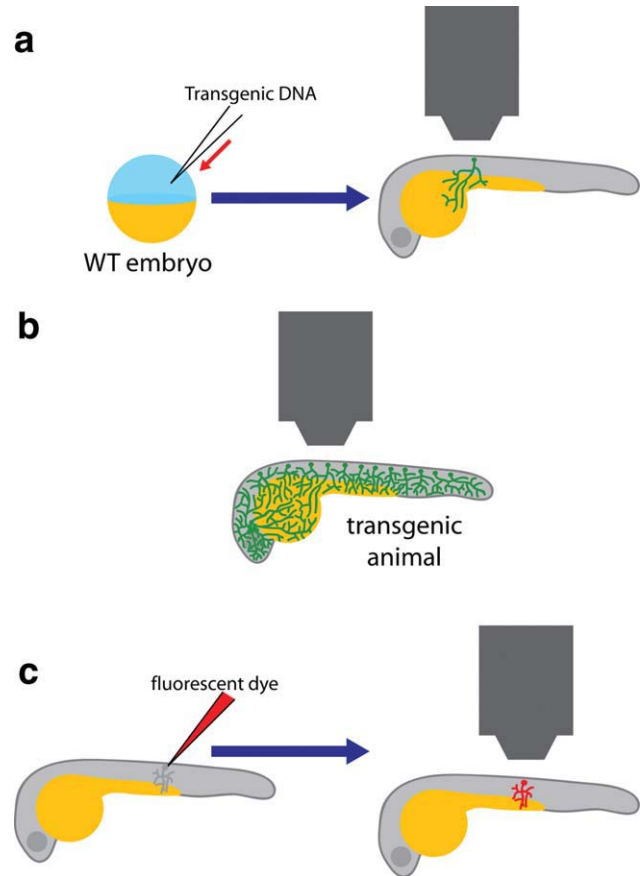 a
Transgenic DNA
WT embryo
b
transgenic
animal
c
fluorescent dye